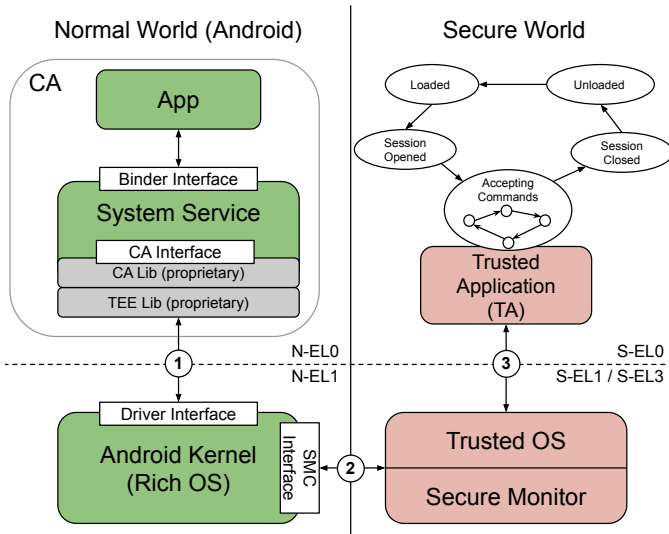 Normal World (Android)
Secure World
CA
App
Binder Interface
System Service
CA Interface
CA Lib (proprietary)
TEE Lib (proprietary)
Loaded
Unloaded
Session
Opened
Session
Closed
Accepting
Commands
Trusted
Application
(TA)
1
N-EL0
N-EL1
3
S-EL0
S-EL1 / S-EL3
Driver Interface
Android Kernel
(Rich OS)
SMC
Interface
2
Trusted OS
Secure Monitor